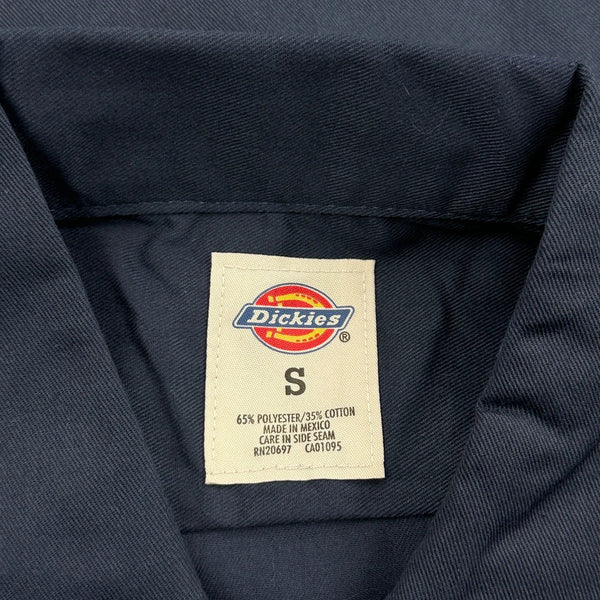 Dickies
®
S
65% POLYESTER/35% COTTON
MADE IN MEXICO
CARE IN SIDE SEAM
RN20697 CA01095